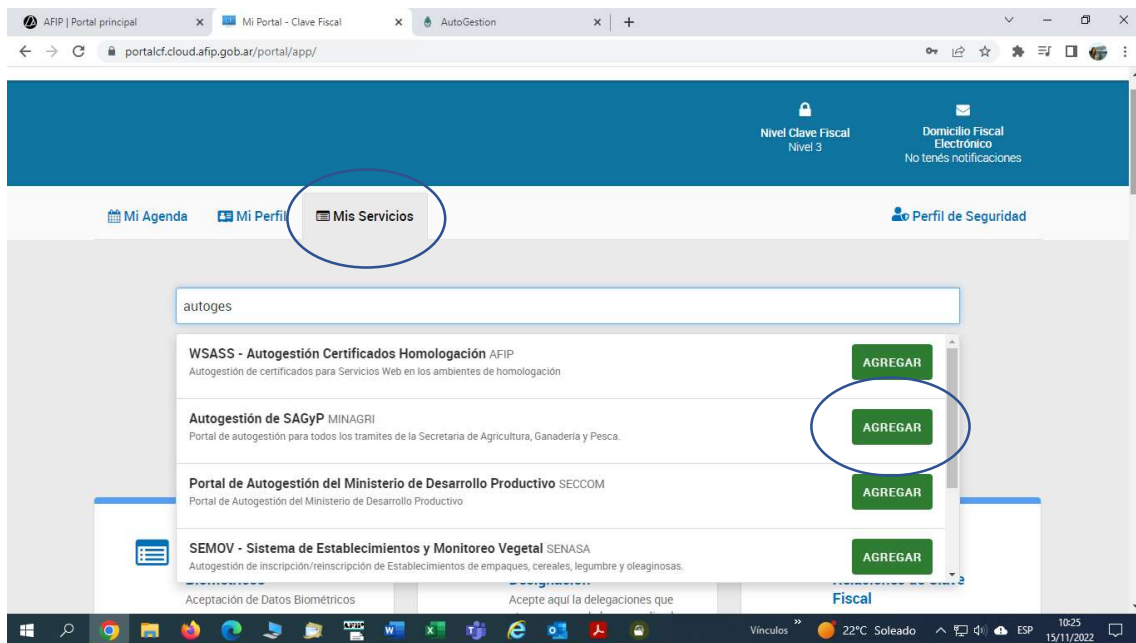 AFIP | Portal principal
Mi Portal - Clave Fiscal
AutoGestion
portalcf.cloud.afip.gob.ar/portal/app/
Nivel Clave Fiscal
Nivel 3
Domicilio Fiscal
Electrónico
No tenés notificaciones
Mi Agenda
Mi Perfil
Mis Servicios
Perfil de Seguridad
autoges
WSASS - Autogestión Certificados Homologación AFIP
Autogestión de certificados para Servicios Web en los ambientes de homologación
AGREGAR
Autogestión de SAGyP MINAGRI
Portal de autogestión para todos los tramites de la Secretaria de Agricultura, Ganadería y Pesca.
AGREGAR
Portal de Autogestión del Ministerio de Desarrollo Productivo SECCOM
Portal de Autogestión del Ministerio de Desarrollo Productivo
AGREGAR
SEMOV - Sistema de Establecimientos y Monitoreo Vegetal SENASA
Autogestión de inscripción/reinscripción de Establecimientos de empaques, cereales, legumbre y oleaginosas.
AGREGAR
Biométricos
Aceptación de Datos Biométricos
Designación
Acepte aquí la delegaciones que
Relaciones de Clave
Fiscal
Vínculos
22°C Soleado
ESP
10:25
15/11/2022